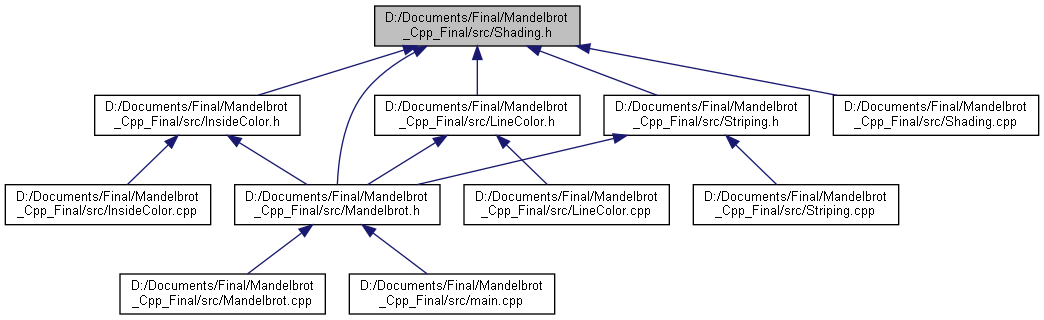 D:/Documents/Final/Mandelbrot
_Cpp_Final/src/Shading.h
D:/Documents/Final/Mandelbrot
_Cpp_Final/src/InsideColor.h
D:/Documents/Final/Mandelbrot
_Cpp_Final/src/LineColor.h
D:/Documents/Final/Mandelbrot
_Cpp_Final/src/Striping.h
D:/Documents/Final/Mandelbrot
_Cpp_Final/src/Shading.cpp
D:/Documents/Final/Mandelbrot
_Cpp_Final/src/InsideColor.cpp
D:/Documents/Final/Mandelbrot
_Cpp_Final/src/Mandelbrot.h
D:/Documents/Final/Mandelbrot
_Cpp_Final/src/LineColor.cpp
D:/Documents/Final/Mandelbrot
_Cpp_Final/src/Striping.cpp
D:/Documents/Final/Mandelbrot
_Cpp_Final/src/Mandelbrot.cpp
D:/Documents/Final/Mandelbrot
_Cpp_Final/src/main.cpp